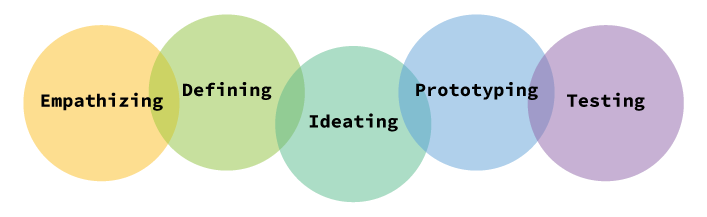 Empathizing
Defining
Ideating
Prototyping
Testing